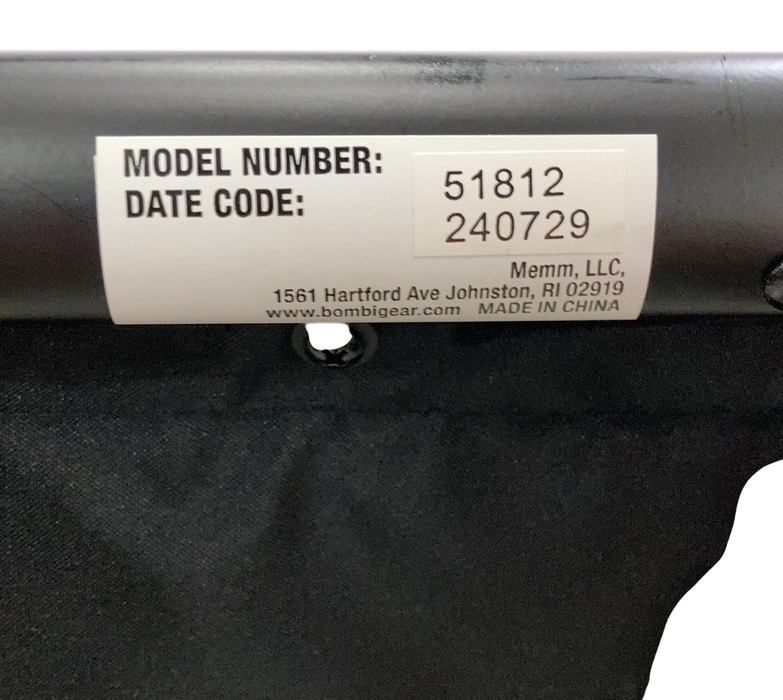 MODEL NUMBER: 51812
DATE CODE: 240729
Memm, LLC,
1561 Hartford Ave Johnston, RI 02919
www.bombigear.com MADE IN CHINA